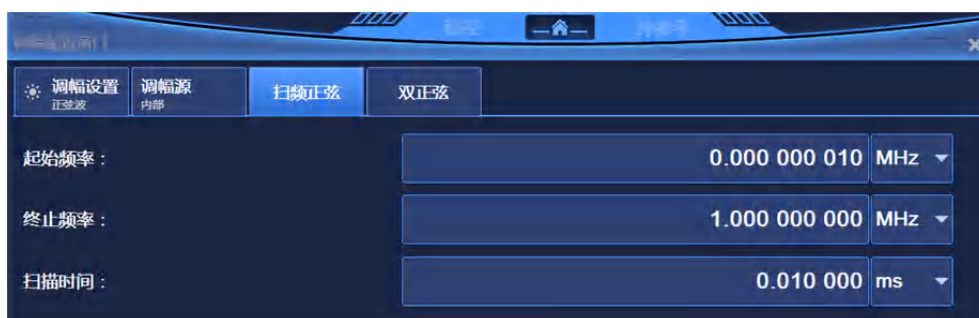 调幅设置 调幅源 扫频正弦 双正弦
正弦波 内部
起始频率： 0.000 000 010 MHz
终止频率： 1.000 000 000 MHz
扫描时间： 0.010 000 ms